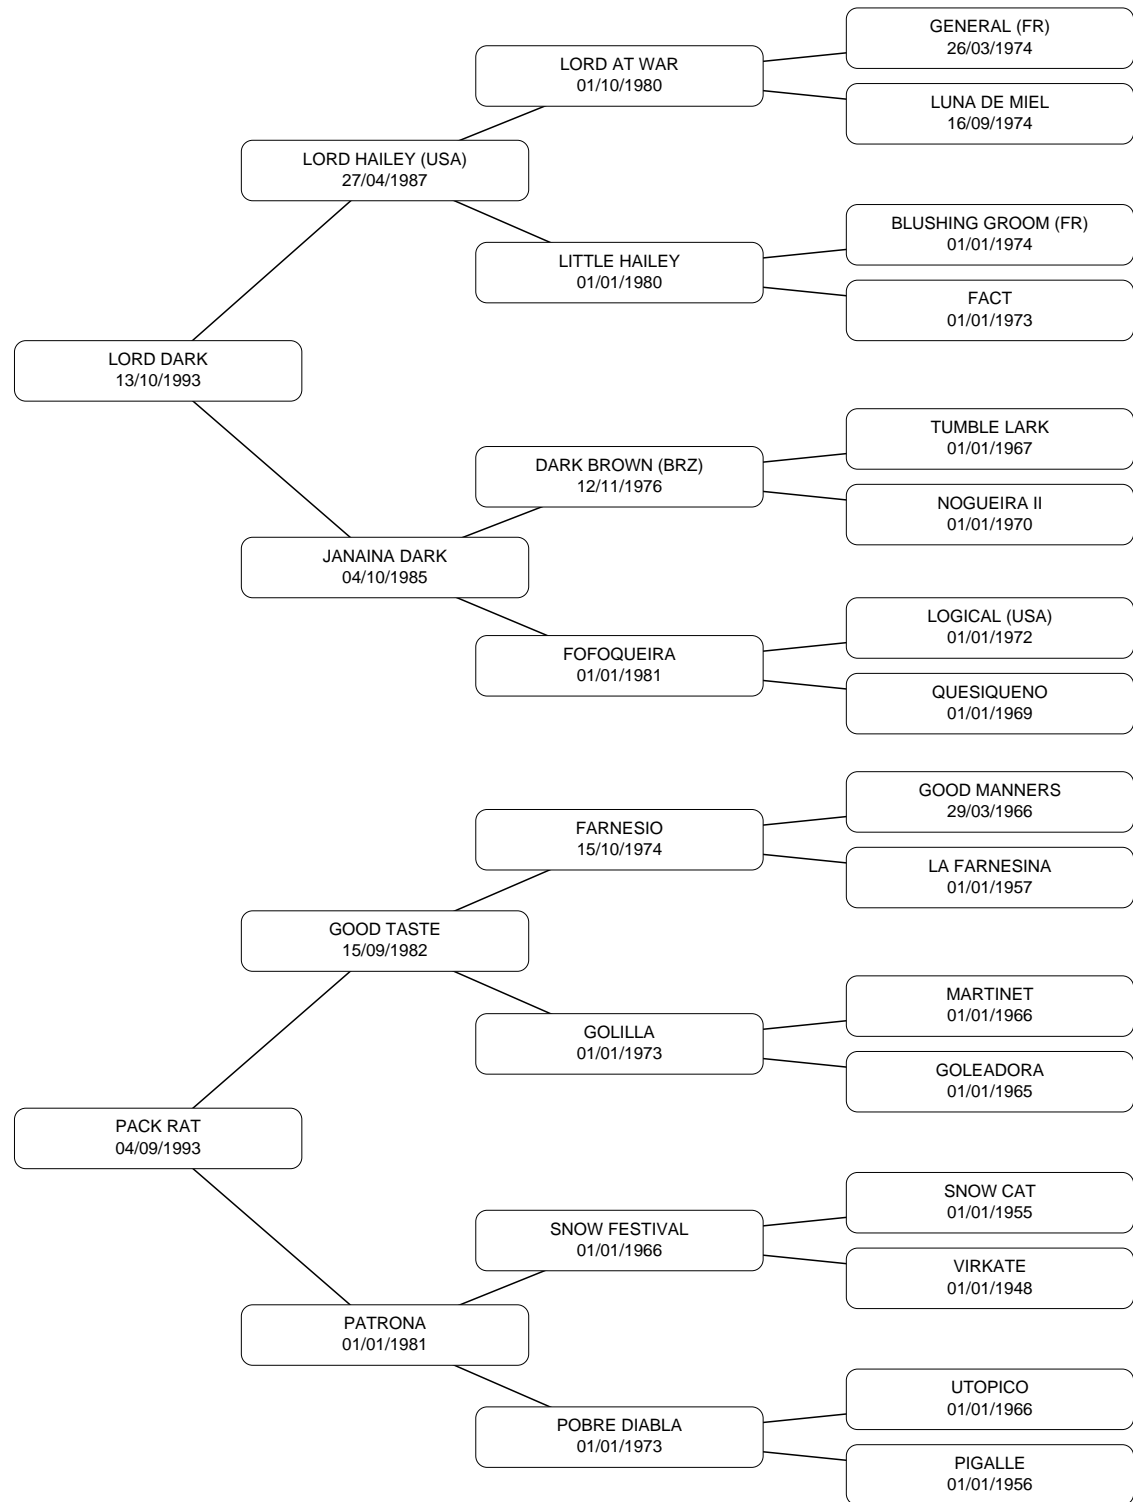 GENERAL (FR)
26/03/1974
LORD AT WAR
01/10/1980
LUNA DE MIEL
16/09/1974
LORD HAILEY (USA)
27/04/1987
BLUSHING GROOM (FR)
01/01/1974
LITTLE HAILEY
01/01/1980
FACT
01/01/1973
LORD DARK
13/10/1993
TUMBLE LARK
01/01/1967
DARK BROWN (BRZ)
12/11/1976
NOGUEIRA II
01/01/1970
JANAINA DARK
04/10/1985
LOGICAL (USA)
01/01/1972
FOFOQUEIRA
01/01/1981
QUESIQUENO
01/01/1969
GOOD MANNERS
29/03/1966
FARNESIO
15/10/1974
LA FARNESINA
01/01/1957
GOOD TASTE
15/09/1982
MARTINET
01/01/1966
GOLILLA
01/01/1973
GOLEADORA
01/01/1965
PACK RAT
04/09/1993
SNOW CAT
01/01/1955
SNOW FESTIVAL
01/01/1966
VIRKATE
01/01/1948
PATRONA
01/01/1981
UTOPICO
01/01/1966
POBRE DIABLA
01/01/1973
PIGALLE
01/01/1956